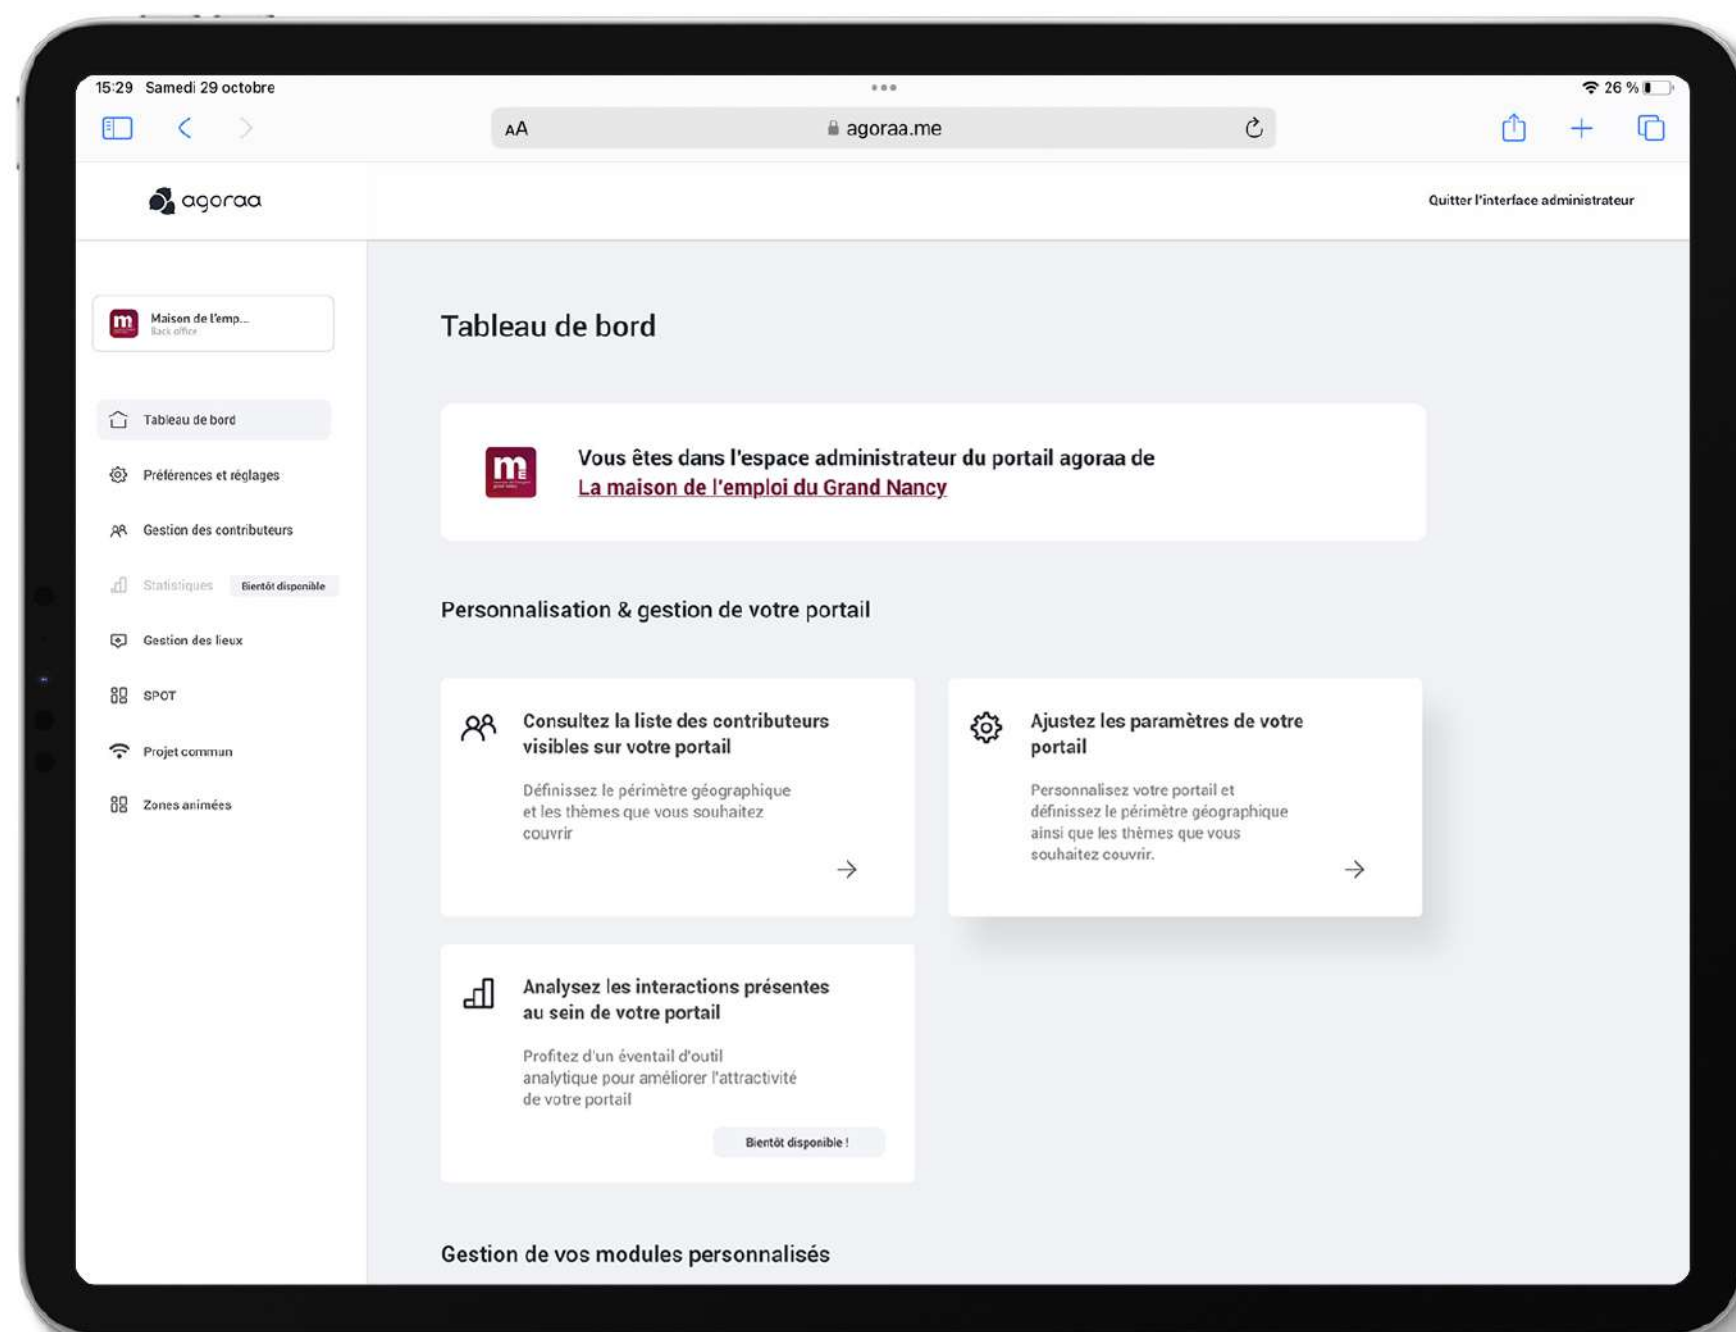 15:29 Samedi 29 octobre
26 %
AA
agoraa.me
agoraa
Quitter l'interface administrateur
Maison de l'emp...
Back office
Tableau de bord
Préférences et réglages
Gestion des contributeurs
Statistiques Bientôt disponible
Gestion des lieux
SPOT
Projet commun
Zones animées
Tableau de bord
mE
Vous êtes dans l'espace administrateur du portail agoraa de
La maison de l'emploi du Grand Nancy
Personnalisation & gestion de votre portail
Consultez la liste des contributeurs
visibles sur votre portail
Définissez le périmètre géographique
et les thèmes que vous souhaitez
couvrir
Ajustez les paramètres de votre
portail
Personnalisez votre portail et
définissez le périmètre géographique
ainsi que les thèmes que vous
souhaitez couvrir.
Analysez les interactions présentes
au sein de votre portail
Profitez d'un éventail d'outil
analytique pour améliorer l'attractivité
de votre portail
Bientôt disponible !
Gestion de vos modules personnalisés